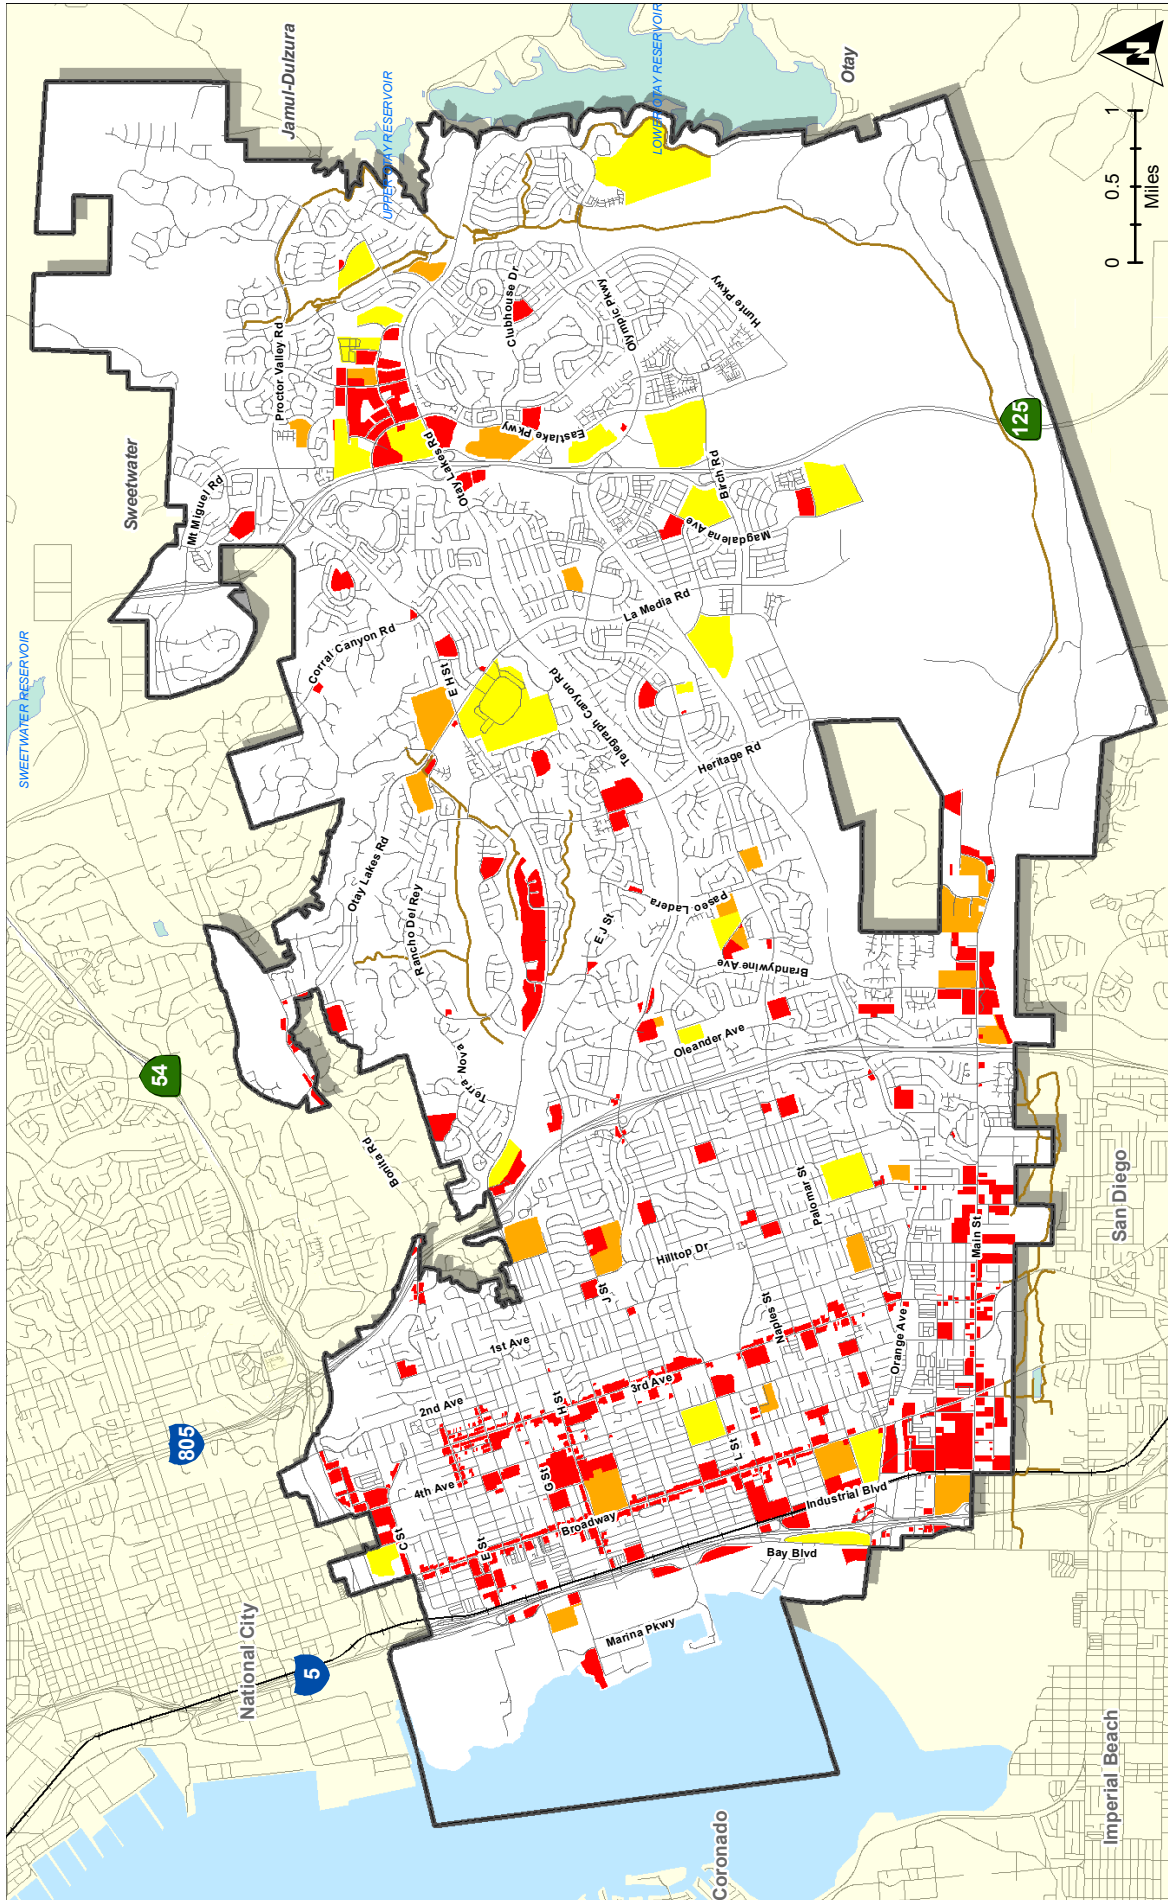 Jamul-Dulzura
UPPER OTAY RESERVOIR
LOWER OTAY RESERVOIR
Otay
N
0 0.5 1
Miles
Sweetwater
SWEETWATER RESERVOIR
Proctor Valley Rd
Mt Miguel Rd
Clubhouse Dr
Olympic Pkwy
Hunte Pkwy
Eastlake Pkwy
Otay Lakes Rd
Birch Rd
Magdalena Ave
125
La Media Rd
Corral Canyon Rd
E H St
Telegraph Canyon Rd
Heritage Rd
Otay Lakes Rd
Rancho Del Rey
E J St
Paseo Ladera
Brandywine Ave
Oleander Ave
Terra Nova
54
Bonita Rd
Palomar St
Hilltop Dr
Main St
San Diego
J St
Naples St
Orange Ave
1st Ave
2nd Ave
3rd Ave
H St
4th Ave
G St
L St
Industrial Blvd
805
C St
E St
Broadway
Bay Blvd
National City
5
Marina Pkwy
Imperial Beach
Coronado